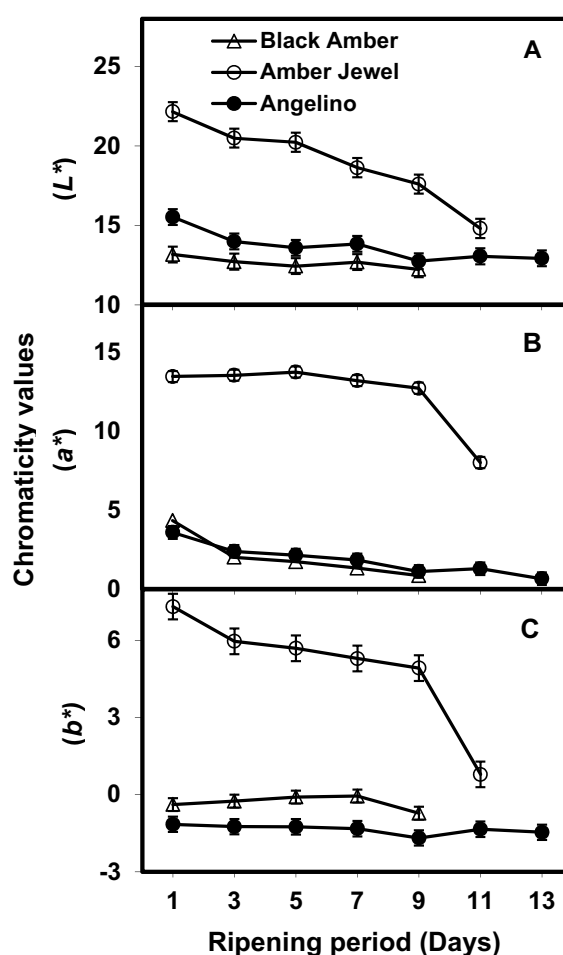 Black Amber
Amber Jewel
Angelino
A
25
20
15
10
(L*)
B
15
10
5
0
(a*)
Chromaticity values
C
6
3
0
-3
(b*)
1 3 5 7 9 11 13
Ripening period (Days)